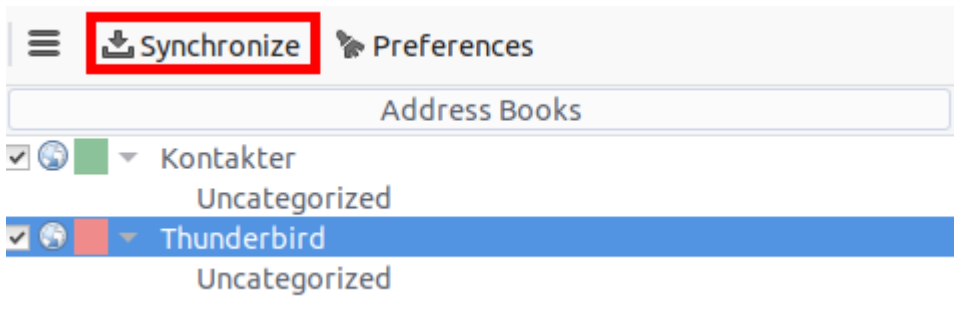 Synchronize Preferences
Address Books
Kontakter
Uncategorized
Thunderbird
Uncategorized